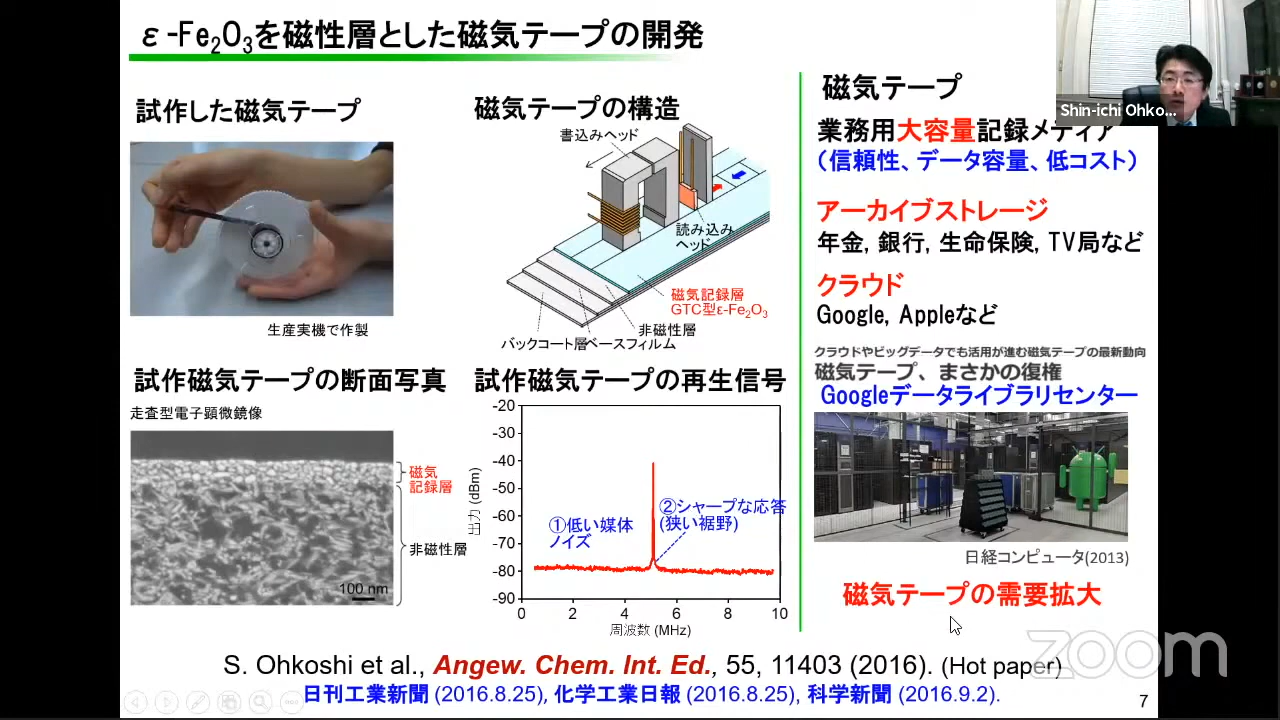 ε-Fe2O3を磁性層とした磁気テープの開発
試作した磁気テープ
生産実機で作製
磁気テープの構造
書込みヘッド
読み込み
ヘッド
磁気記録層
GTC型ε-Fe2O3
非磁性層
バックコート層
ベースフィルム
試作磁気テープの断面写真
走査型電子顕微鏡像
磁気
記録層
非磁性層
100 nm
試作磁気テープの再生信号
-20
-30
-40
-50
-60
-70
-80
-90
出力 (dBm)
①低い媒体
ノイズ
②シャープな応答
(狭い裾野)
0 2 4 6 8 10
周波数 (MHz)
磁気テープ
業務用大容量記録メディア
(信頼性、データ容量、低コスト)
アーカイブストレージ
年金, 銀行, 生命保険, TV局など
クラウド
Google, Appleなど
クラウドやビッグデータでも活用が進む磁気テープの最新動向
磁気テープ、まさかの復権
Googleデータライブラリセンター
日経コンピュータ(2013)
磁気テープの需要拡大
S. Ohkoshi et al., Angew. Chem. Int. Ed., 55, 11403 (2016). (Hot paper)
日刊工業新聞 (2016.8.25), 化学工業日報 (2016.8.25), 科学新聞 (2016.9.2).
7
Shin-ichi Ohko...
zoom